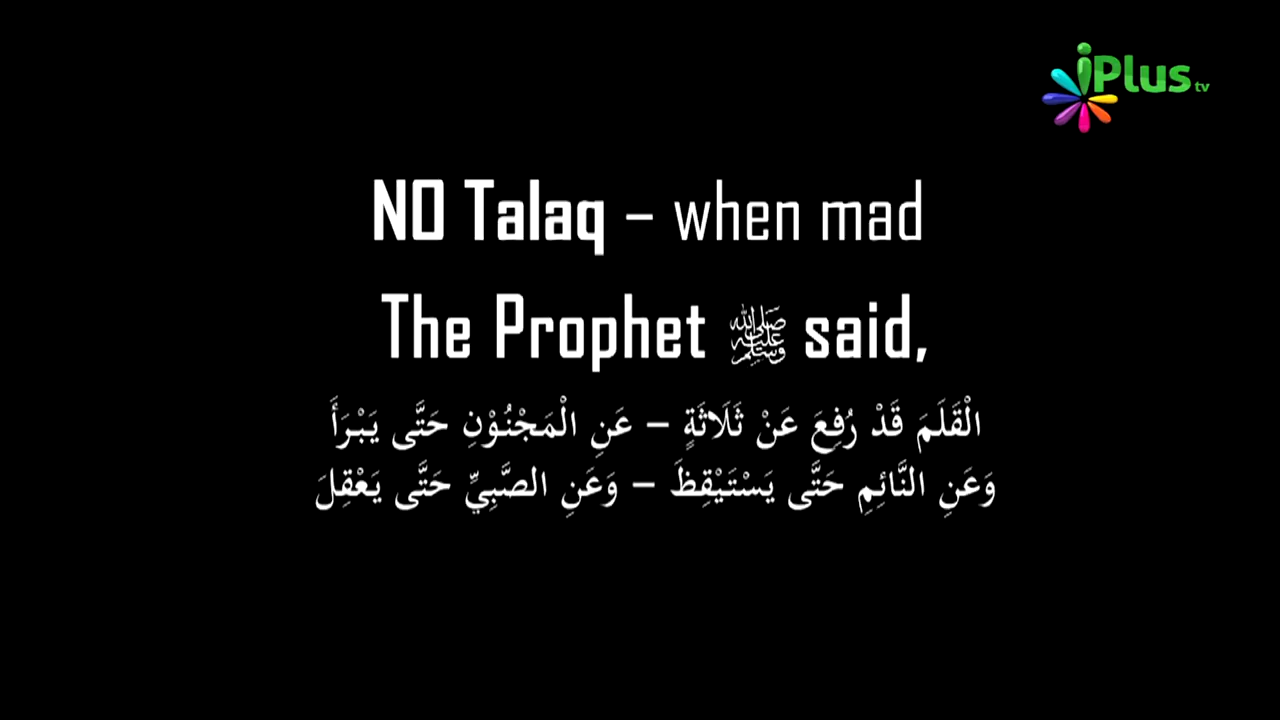 iPlus tv
NO Talaq – when mad
The Prophet ﷺ said,
الْقَلَمَ قَدْ رُفِعَ عَنْ ثَلَاثَةٍ – عَنِ الْمَجْنُوْنِ حَتَّى يَبْرَأَ
وَعَنِ النَّائِمِ حَتَّى يَسْتَيْقِظَ – وَعَنِ الصَّبِيِّ حَتَّى يَعْقِلَ